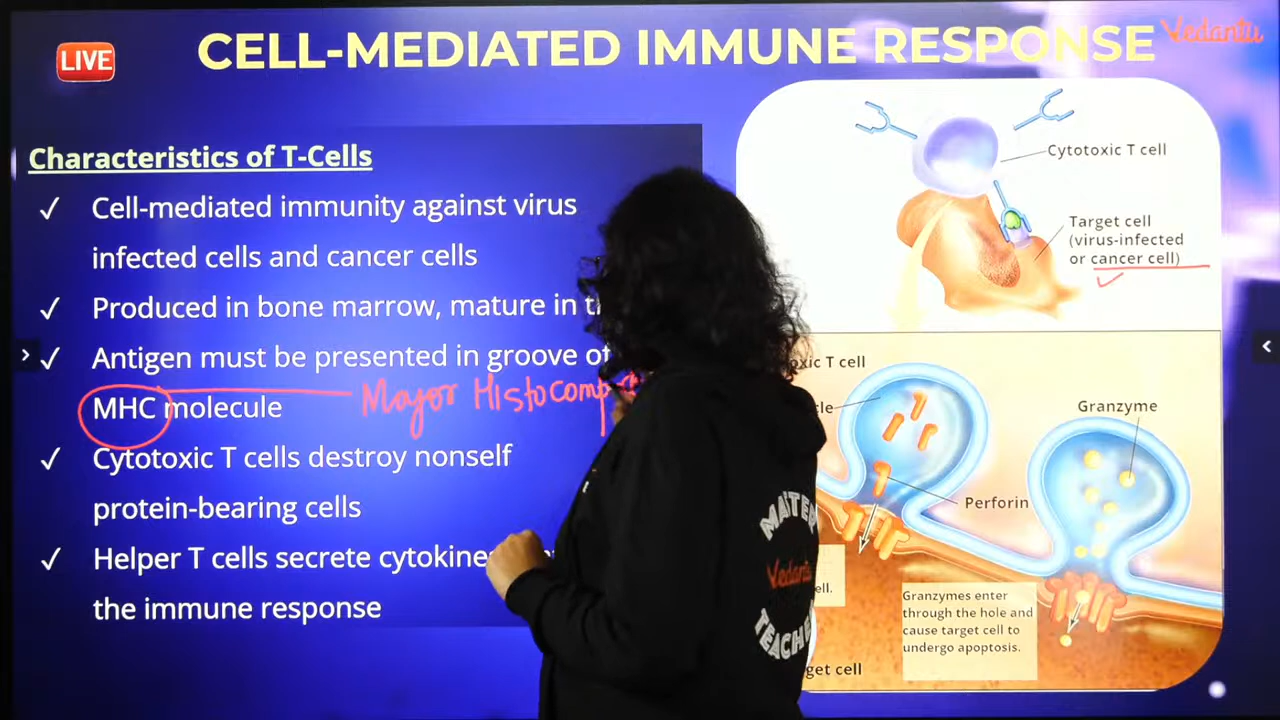 LIVE
CELL-MEDIATED IMMUNE RESPONSE
Vedantu
Characteristics of T-Cells
✓ Cell-mediated immunity against virus
infected cells and cancer cells
✓ Produced in bone marrow, mature in
✓ Antigen must be presented in groove of
MHC molecule
Major
✓ Cytotoxic T cells destroy nonself
protein-bearing cells
✓ Helper T cells secrete
the immune response
Cytotoxic T cell
Target cell
(virus-infected
or cancer cell)
T cell
Granzyme
Perforin
Granzymes enter
through the hole and
cause target cell to
undergo apoptosis.
cell
MASTER
Vedantu